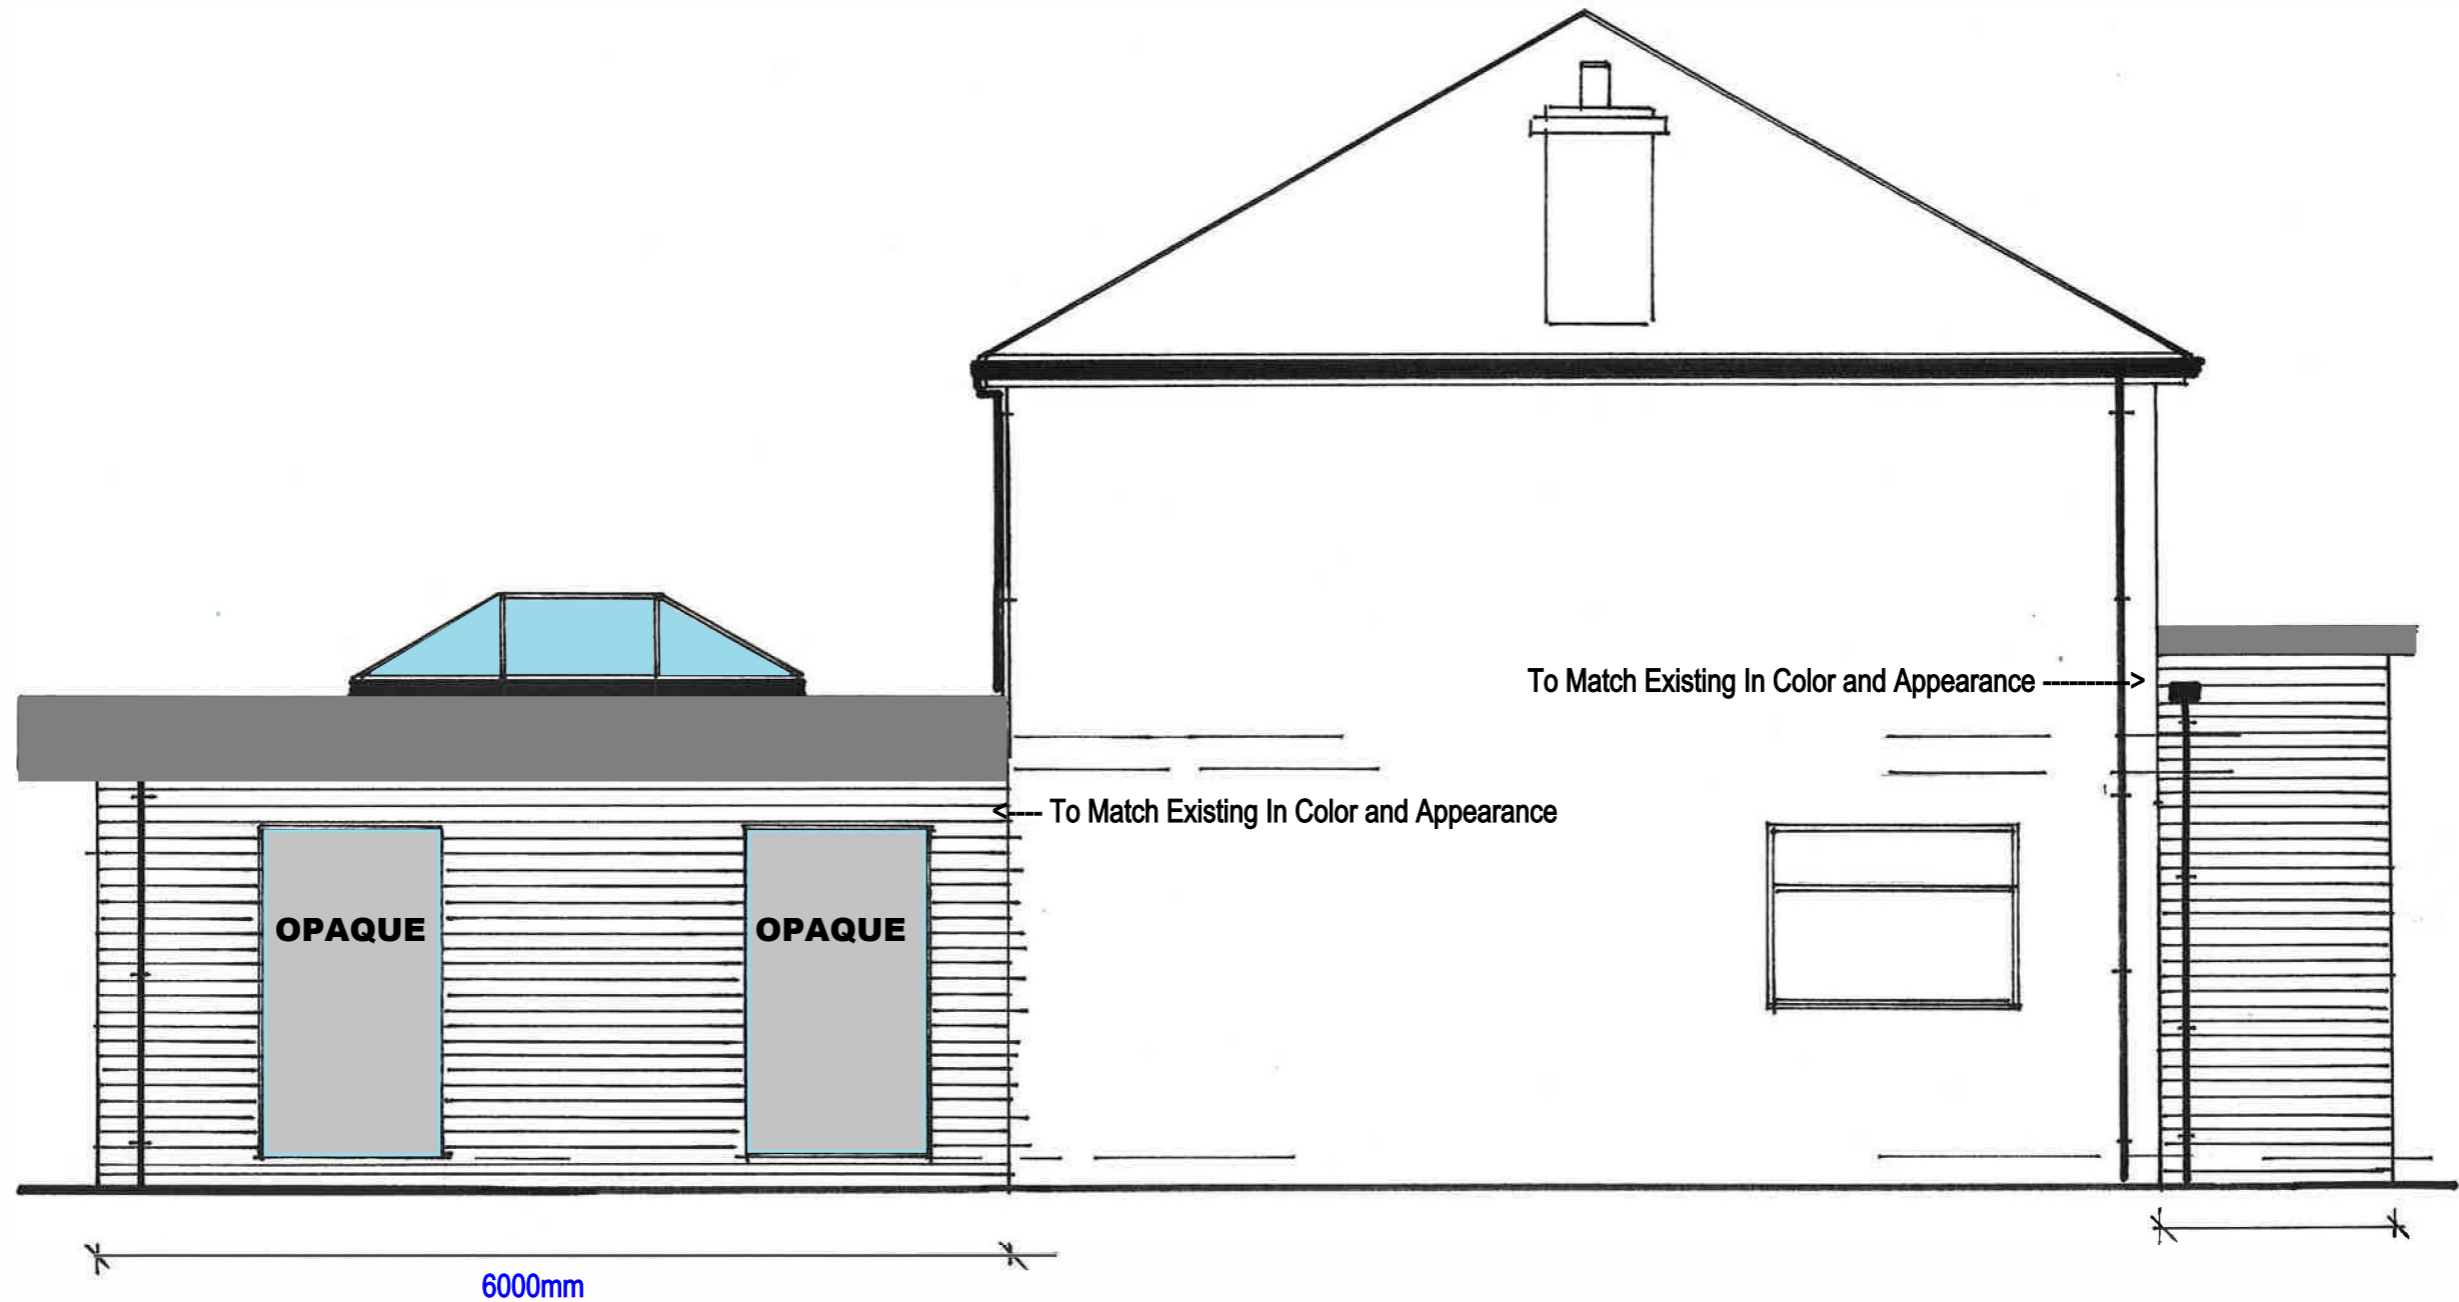 To Match Existing In Color and Appearance ---------->
<---- To Match Existing In Color and Appearance
OPAQUE OPAQUE
6000mm